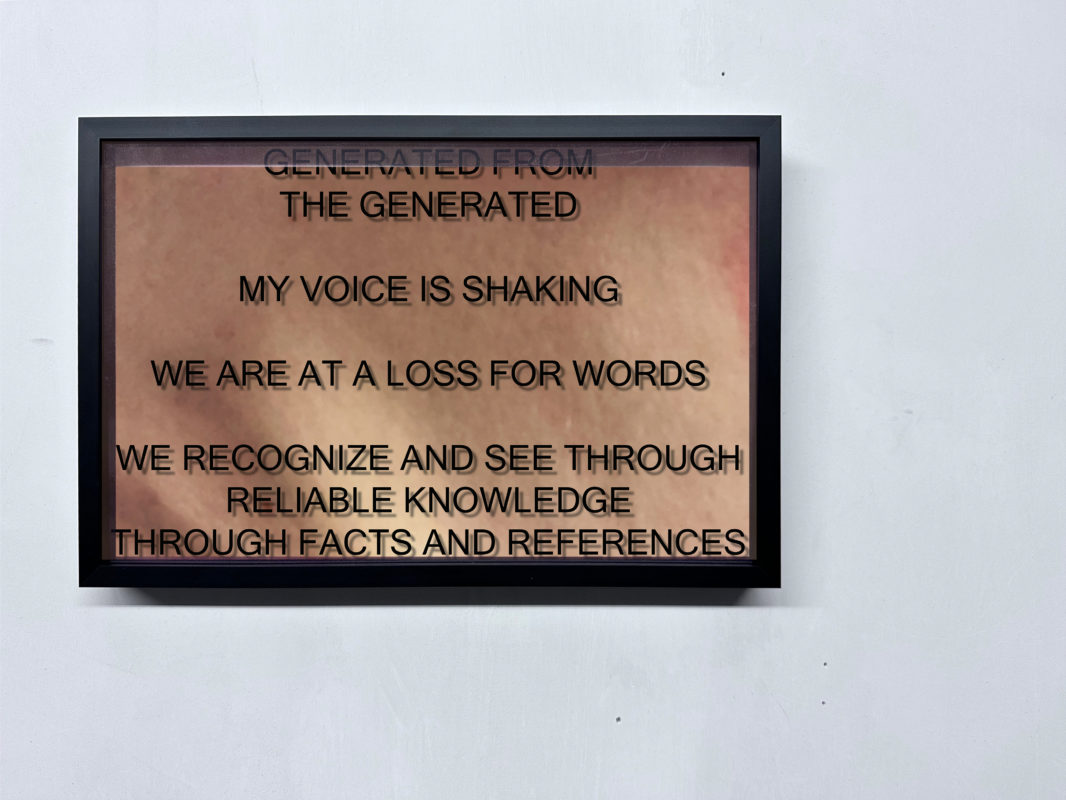 GENERATED FROM
THE GENERATED
MY VOICE IS SHAKING
WE ARE AT A LOSS FOR WORDS
WE RECOGNIZE AND SEE THROUGH
RELIABLE KNOWLEDGE
THROUGH FACTS AND REFERENCES